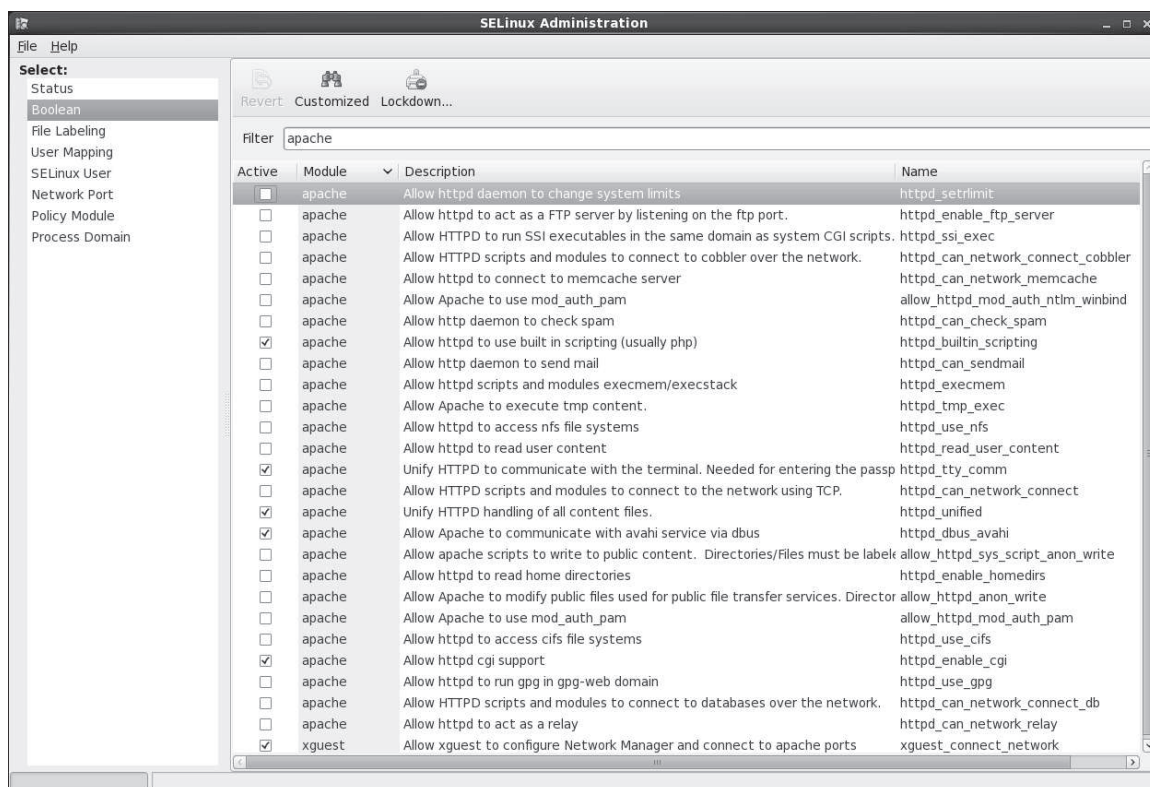 SELinux Administration
File Help
Select:
Status
Boolean
File Labeling
User Mapping
SELinux User
Network Port
Policy Module
Process Domain
Revert Customized Lockdown...
Filter apache
Active Module Description Name
apache Allow httpd daemon to change system limits httpd_setrlimit
apache Allow httpd to act as a FTP server by listening on the ftp port. httpd_enable_ftp_server
apache Allow HTTPD to run SSI executables in the same domain as system CGI scripts. httpd_ssi_exec
apache Allow HTTPD scripts and modules to connect to cobbler over the network. httpd_can_network_connect_cobbler
apache Allow httpd to connect to memcache server httpd_can_network_memcache
apache Allow Apache to use mod_auth_pam allow_httpd_mod_auth_ntlm_winbind
apache Allow http daemon to check spam httpd_can_check_spam
apache Allow httpd to use built in scripting (usually php) httpd_builtin_scripting
apache Allow http daemon to send mail httpd_can_sendmail
apache Allow httpd scripts and modules execmem/execstack httpd_execmem
apache Allow Apache to execute tmp content. httpd_tmp_exec
apache Allow httpd to access nfs file systems httpd_use_nfs
apache Allow httpd to read user content httpd_read_user_content
apache Unify HTTPD to communicate with the terminal. Needed for entering the passp httpd_tty_comm
apache Allow HTTPD scripts and modules to connect to the network using TCP. httpd_can_network_connect
apache Unify HTTPD handling of all content files. httpd_unified
apache Allow Apache to communicate with avahi service via dbus httpd_dbus_avahi
apache Allow apache scripts to write to public content. Directories/Files must be labele allow_httpd_sys_script_anon_write
apache Allow httpd to read home directories httpd_enable_homedirs
apache Allow Apache to modify public files used for public file transfer services. Director allow_httpd_anon_write
apache Allow Apache to use mod_auth_pam allow_httpd_mod_auth_pam
apache Allow httpd to access cifs file systems httpd_use_cifs
apache Allow httpd cgi support httpd_enable_cgi
apache Allow httpd to run gpg in gpg-web domain httpd_use_gpg
apache Allow HTTPD scripts and modules to connect to databases over the network. httpd_can_network_connect_db
apache Allow httpd to act as a relay httpd_can_network_relay
xguest Allow xguest to configure Network Manager and connect to apache ports xguest_connect_network